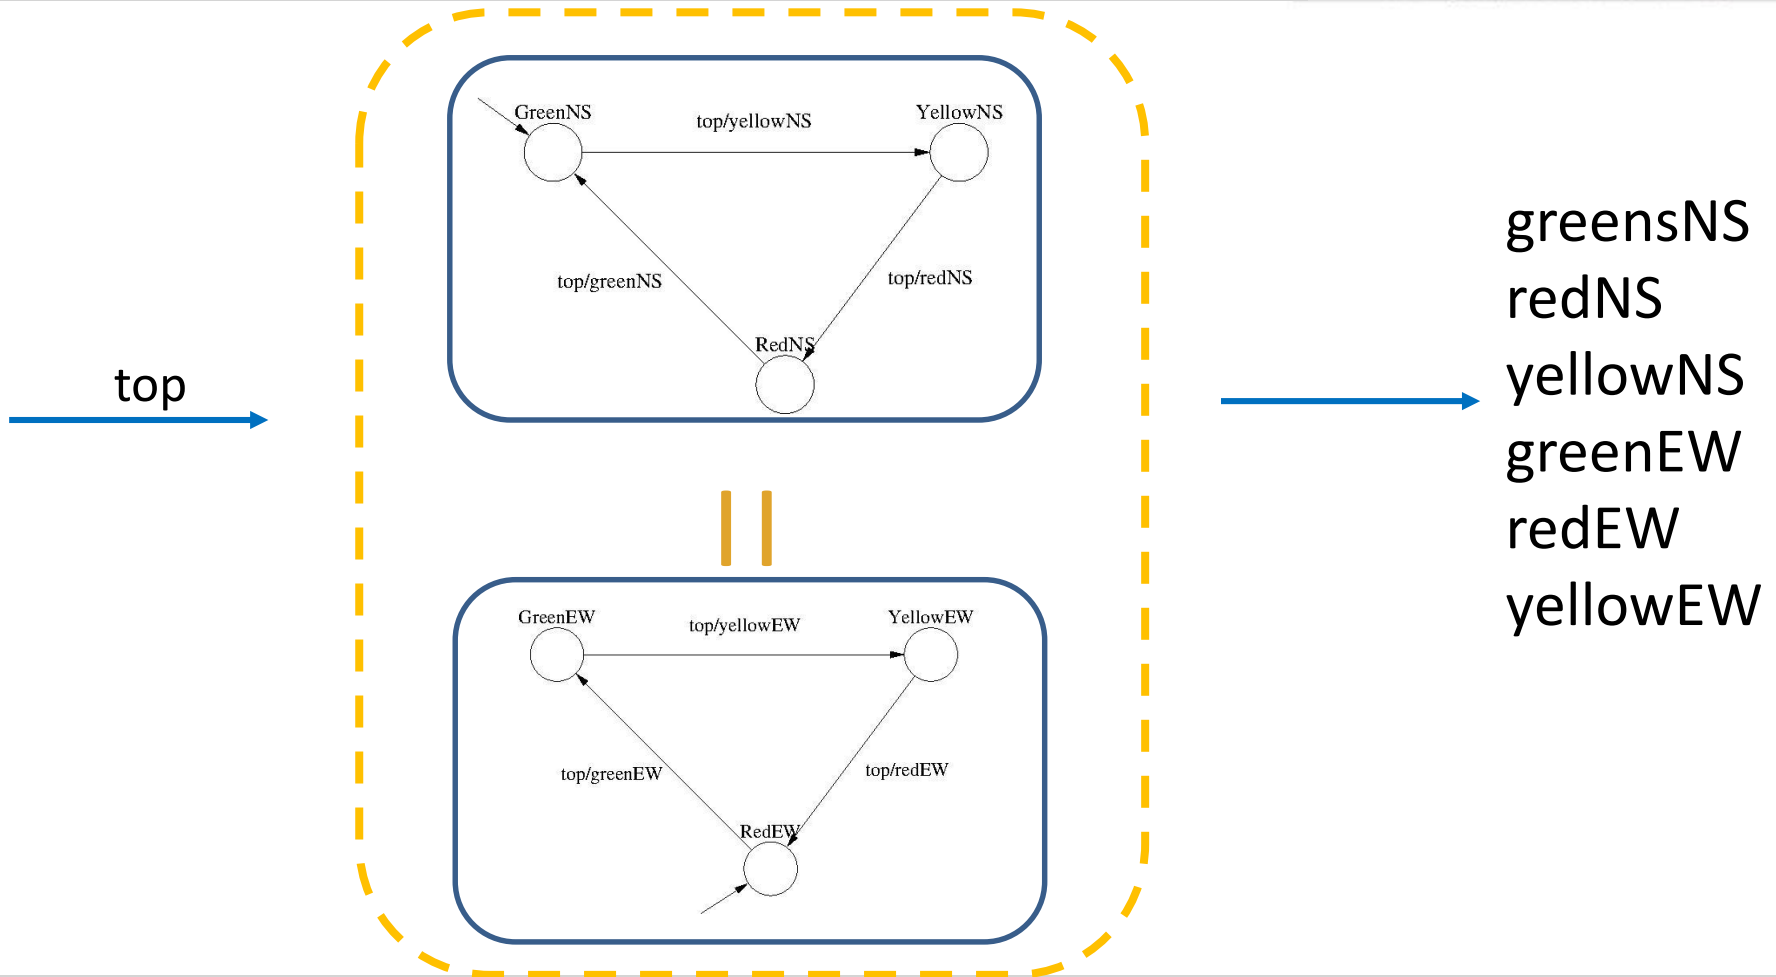 top
GreenNS
YellowNS
top/yellowNS
top/greenNS
top/redNS
RedNS
GreenEW
YellowEW
top/yellowEW
top/greenEW
top/redEW
RedEW
greensNS
redNS
yellowNS
greenEW
redEW
yellowEW